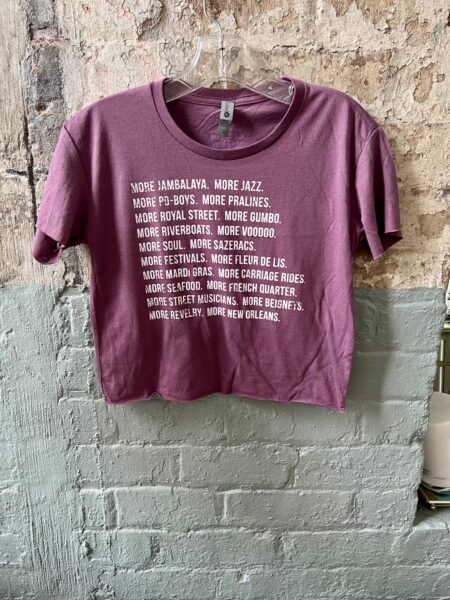 MORE JAMBALAYA. MORE JAZZ.
MORE PO-BOYS. MORE PRALINES.
MORE ROYAL STREET. MORE GUMBO.
MORE RIVERBOATS. MORE VOODOO.
MORE SOUL. MORE SAZERACS.
MORE FESTIVALS. MORE FLEUR DE LIS.
MORE MARDI GRAS. MORE CARRIAGE RIDES.
MORE SEAFOOD. MORE FRENCH QUARTER.
MORE STREET MUSICIANS. MORE BEIGNETS.
MORE REVELRY. MORE NEW ORLEANS.